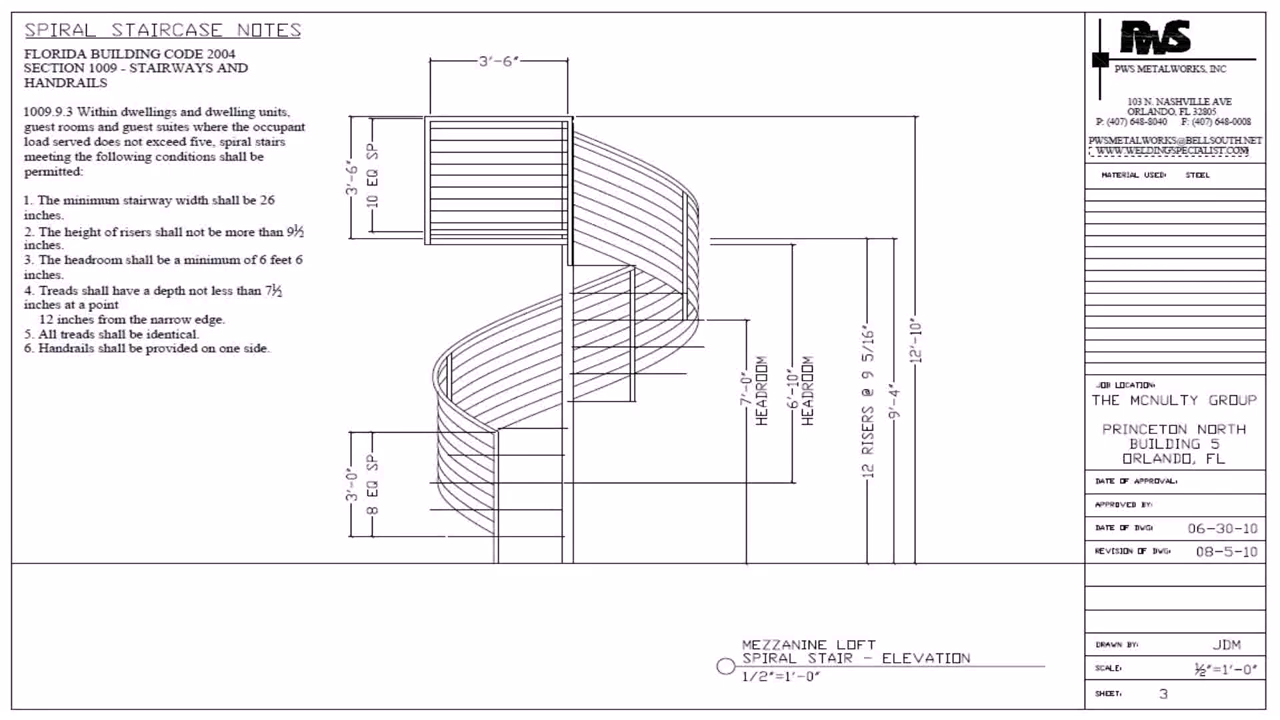 SPIRAL STAIRCASE NOTES
FLORIDA BUILDING CODE 2004
SECTION 1009 - STAIRWAYS AND
HANDRAILS
1009.9.3 Within dwellings and dwelling units,
guest rooms and guest suites where the occupant
load served does not exceed five, spiral stairs
meeting the following conditions shall be
permitted:
1. The minimum stairway width shall be 26
inches.
2. The height of risers shall not be more than 9½
inches.
3. The headroom shall be a minimum of 6 feet 6
inches.
4. Treads shall have a depth not less than 7½
inches at a point
12 inches from the narrow edge.
5. All treads shall be identical.
6. Handrails shall be provided on one side.
3'-6"
3'-6"
10 EQ SP
3'-0"
8 EQ SP
7'-0"
HEADROOM
6'-10"
HEADROOM
12 RISERS @ 9 5/16"
9'-4"
12'-10"
MEZZANINE LOFT
SPIRAL STAIR - ELEVATION
1/2"=1'-0"
PWS
PWS METALWORKS, INC
103 N. NASHVILLE AVE
ORLANDO, FL 32805
P: (407) 648-8040 F: (407) 648-0008
PWSMETALWORKS@BELLSOUTH.NET
WWW.WELDINGSPECIALIST.COM
MATERIAL USED: STEEL
JOB LOCATION:
THE MCNULTY GROUP
PRINCETON NORTH
BUILDING 5
ORLANDO, FL
DATE OF APPROVAL:
APPROVED BY:
DATE OF DWG: 06-30-10
REVISION OF DWG: 08-5-10
DRAWN BY: JDM
SCALE: ½"=1'-0"
SHEET: 3